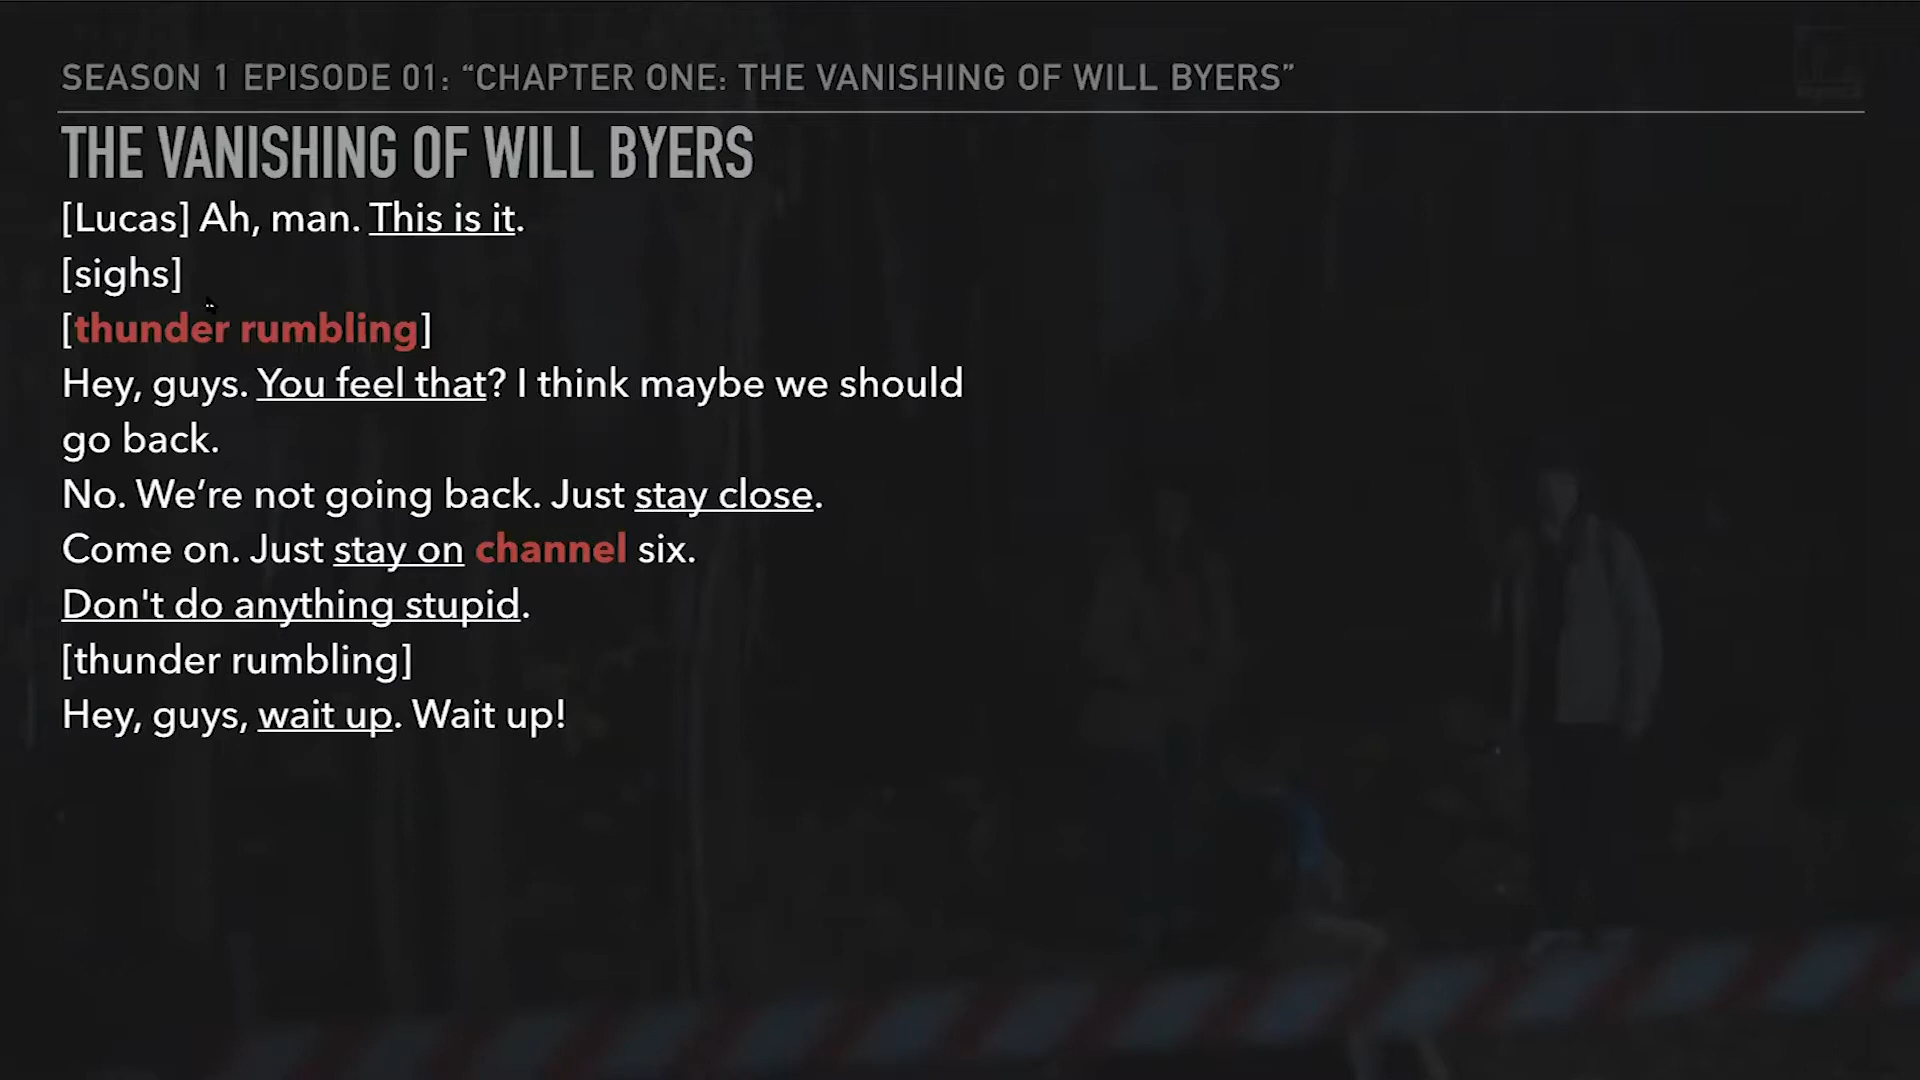 SEASON 1 EPISODE 01: “CHAPTER ONE: THE VANISHING OF WILL BYERS”
THE VANISHING OF WILL BYERS
[Lucas] Ah, man. This is it.
[sighs]
[thunder rumbling]
Hey, guys. You feel that? I think maybe we should
go back.
No. We’re not going back. Just stay close.
Come on. Just stay on channel six.
Don't do anything stupid.
[thunder rumbling]
Hey, guys, wait up. Wait up!